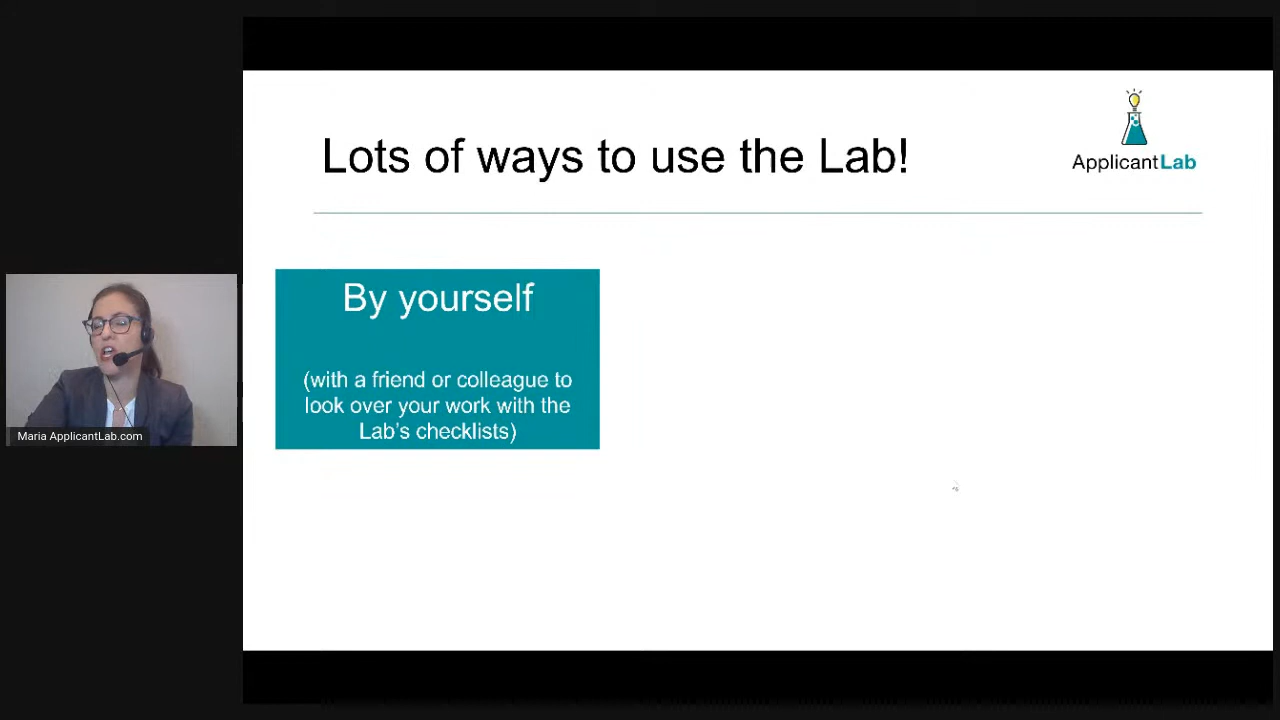 Lots of ways to use the Lab!
ApplicantLab
By yourself
(with a friend or colleague to
look over your work with the
Lab's checklists)
Maria ApplicantLab.com